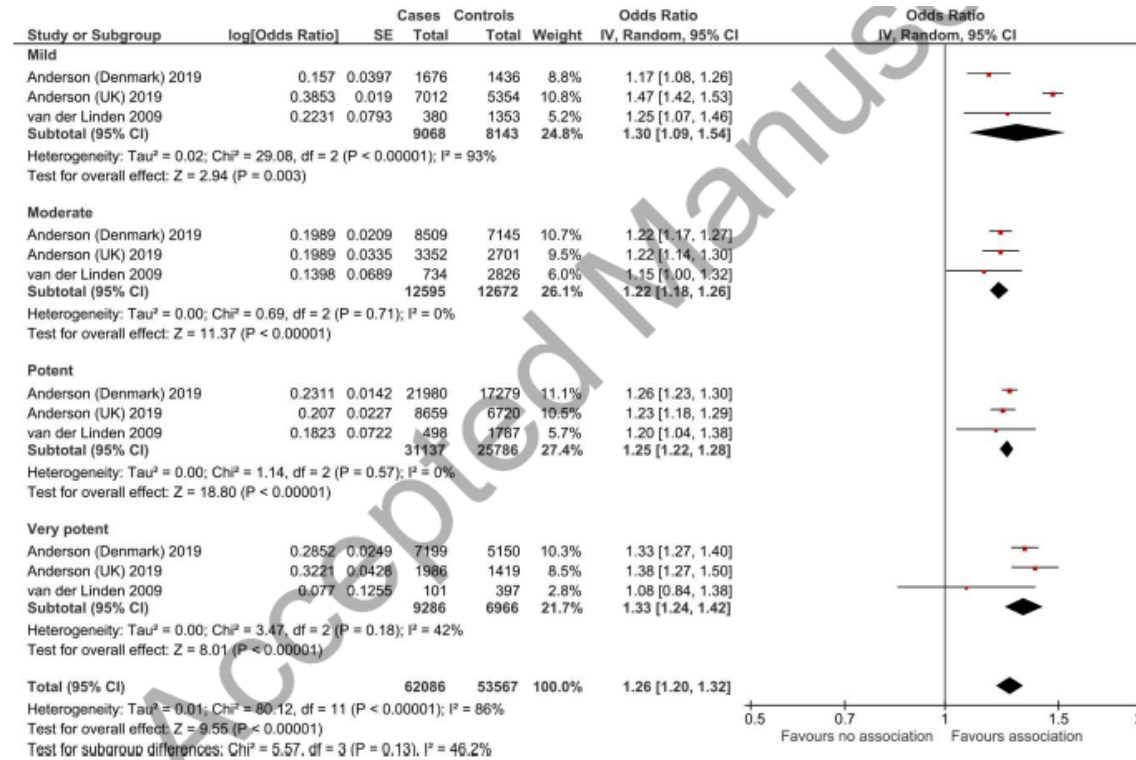 Cases Controls Odds Ratio Odds Ratio
Study or Subgroup log[Odds Ratio] SE Total Total Weight IV, Random, 95% CI IV, Random, 95% CI
Mild
Anderson (Denmark) 2019 0.157 0.0397 1676 1436 8.8% 1.17 [1.08, 1.26]
Anderson (UK) 2019 0.3853 0.019 7012 5354 10.8% 1.47 [1.42, 1.53]
van der Linden 2009 0.2231 0.0793 380 1353 5.2% 1.25 [1.07, 1.46]
Subtotal (95% CI) 9068 8143 24.8% 1.30 [1.09, 1.54]
Heterogeneity: Tau² = 0.02; Chi² = 29.08, df = 2 (P < 0.00001); I² = 93%
Test for overall effect: Z = 2.94 (P = 0.003)
Moderate
Anderson (Denmark) 2019 0.1989 0.0209 8509 7145 10.7% 1.22 [1.17, 1.27]
Anderson (UK) 2019 0.1989 0.0335 3352 2701 9.5% 1.22 [1.14, 1.30]
van der Linden 2009 0.1398 0.0689 734 2826 6.0% 1.15 [1.00, 1.32]
Subtotal (95% CI) 12595 12672 26.1% 1.22 [1.18, 1.26]
Heterogeneity: Tau² = 0.00; Chi² = 0.69, df = 2 (P = 0.71); I² = 0%
Test for overall effect: Z = 11.37 (P < 0.00001)
Potent
Anderson (Denmark) 2019 0.2311 0.0142 21980 17279 11.1% 1.26 [1.23, 1.30]
Anderson (UK) 2019 0.207 0.0227 8659 6720 10.5% 1.23 [1.18, 1.29]
van der Linden 2009 0.1823 0.0722 498 1787 5.7% 1.20 [1.04, 1.38]
Subtotal (95% CI) 31137 25786 27.4% 1.25 [1.22, 1.28]
Heterogeneity: Tau² = 0.00; Chi² = 1.14, df = 2 (P = 0.57); I² = 0%
Test for overall effect: Z = 18.80 (P < 0.00001)
Very potent
Anderson (Denmark) 2019 0.2852 0.0249 7199 5150 10.3% 1.33 [1.27, 1.40]
Anderson (UK) 2019 0.3221 0.0428 1986 1419 8.5% 1.38 [1.27, 1.50]
van der Linden 2009 0.077 0.1255 101 397 2.8% 1.08 [0.84, 1.38]
Subtotal (95% CI) 9286 6966 21.7% 1.33 [1.24, 1.42]
Heterogeneity: Tau² = 0.00; Chi² = 3.47, df = 2 (P = 0.18); I² = 42%
Test for overall effect: Z = 8.01 (P < 0.00001)
Total (95% CI) 62086 53567 100.0% 1.26 [1.20, 1.32]
Heterogeneity: Tau² = 0.01; Chi² = 80.12, df = 11 (P < 0.00001); I² = 86%
Test for overall effect: Z = 9.55 (P < 0.00001)
Test for subgroup differences: Chi² = 5.57, df = 3 (P = 0.13), I² = 46.2%
0.5 0.7 1 1.5
Favours no association Favours association
Accepted Manus